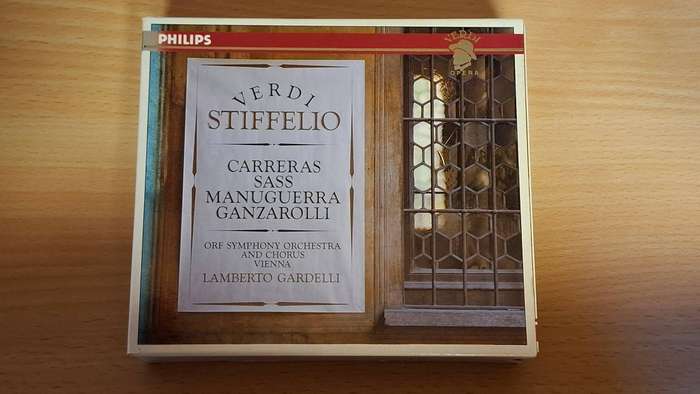 PHILIPS
VERDI
OPERA
VERDI
STIFFELIO
CARRERAS
SASS
MANUGUERRA
GANZAROLLI
ORF SYMPHONY ORCHESTRA
AND CHORUS
VIENNA
LAMBERTO GARDELLI